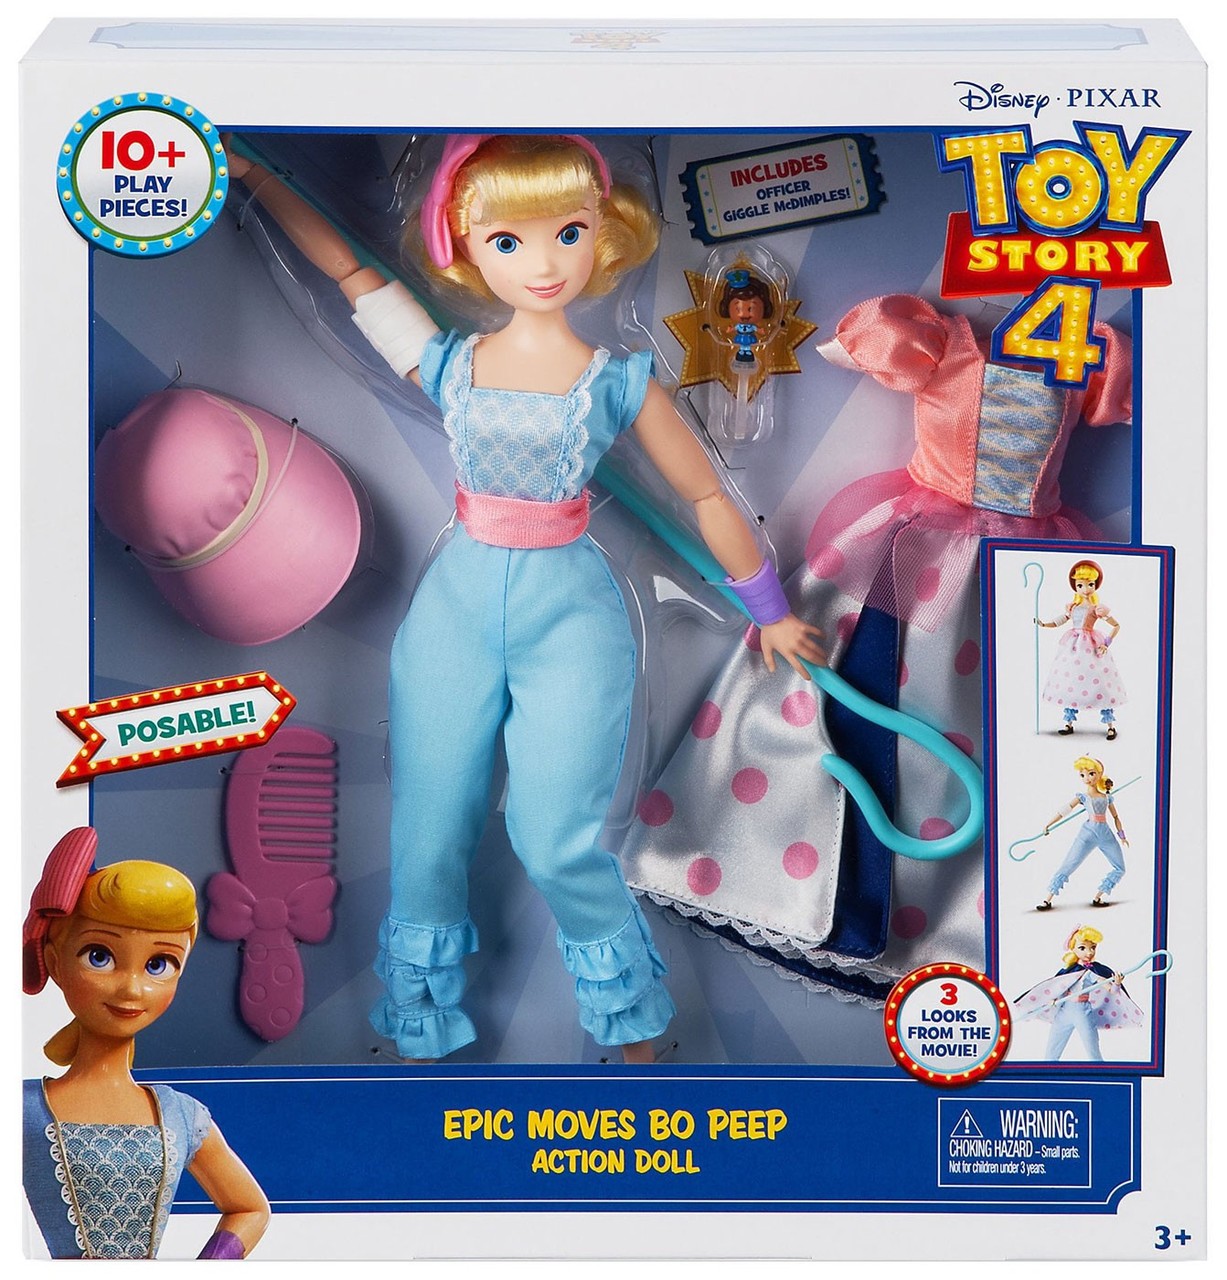 Disney · PIXAR
TOY
STORY
4
10+
PLAY
PIECES!
INCLUDES
OFFICER
GIGGLE McDIMPLES!
POSABLE!
3
LOOKS
FROM THE
MOVIE!
EPIC MOVES BO PEEP
ACTION DOLL
WARNING:
CHOKING HAZARD – Small parts.
Not for children under 3 years.
3+